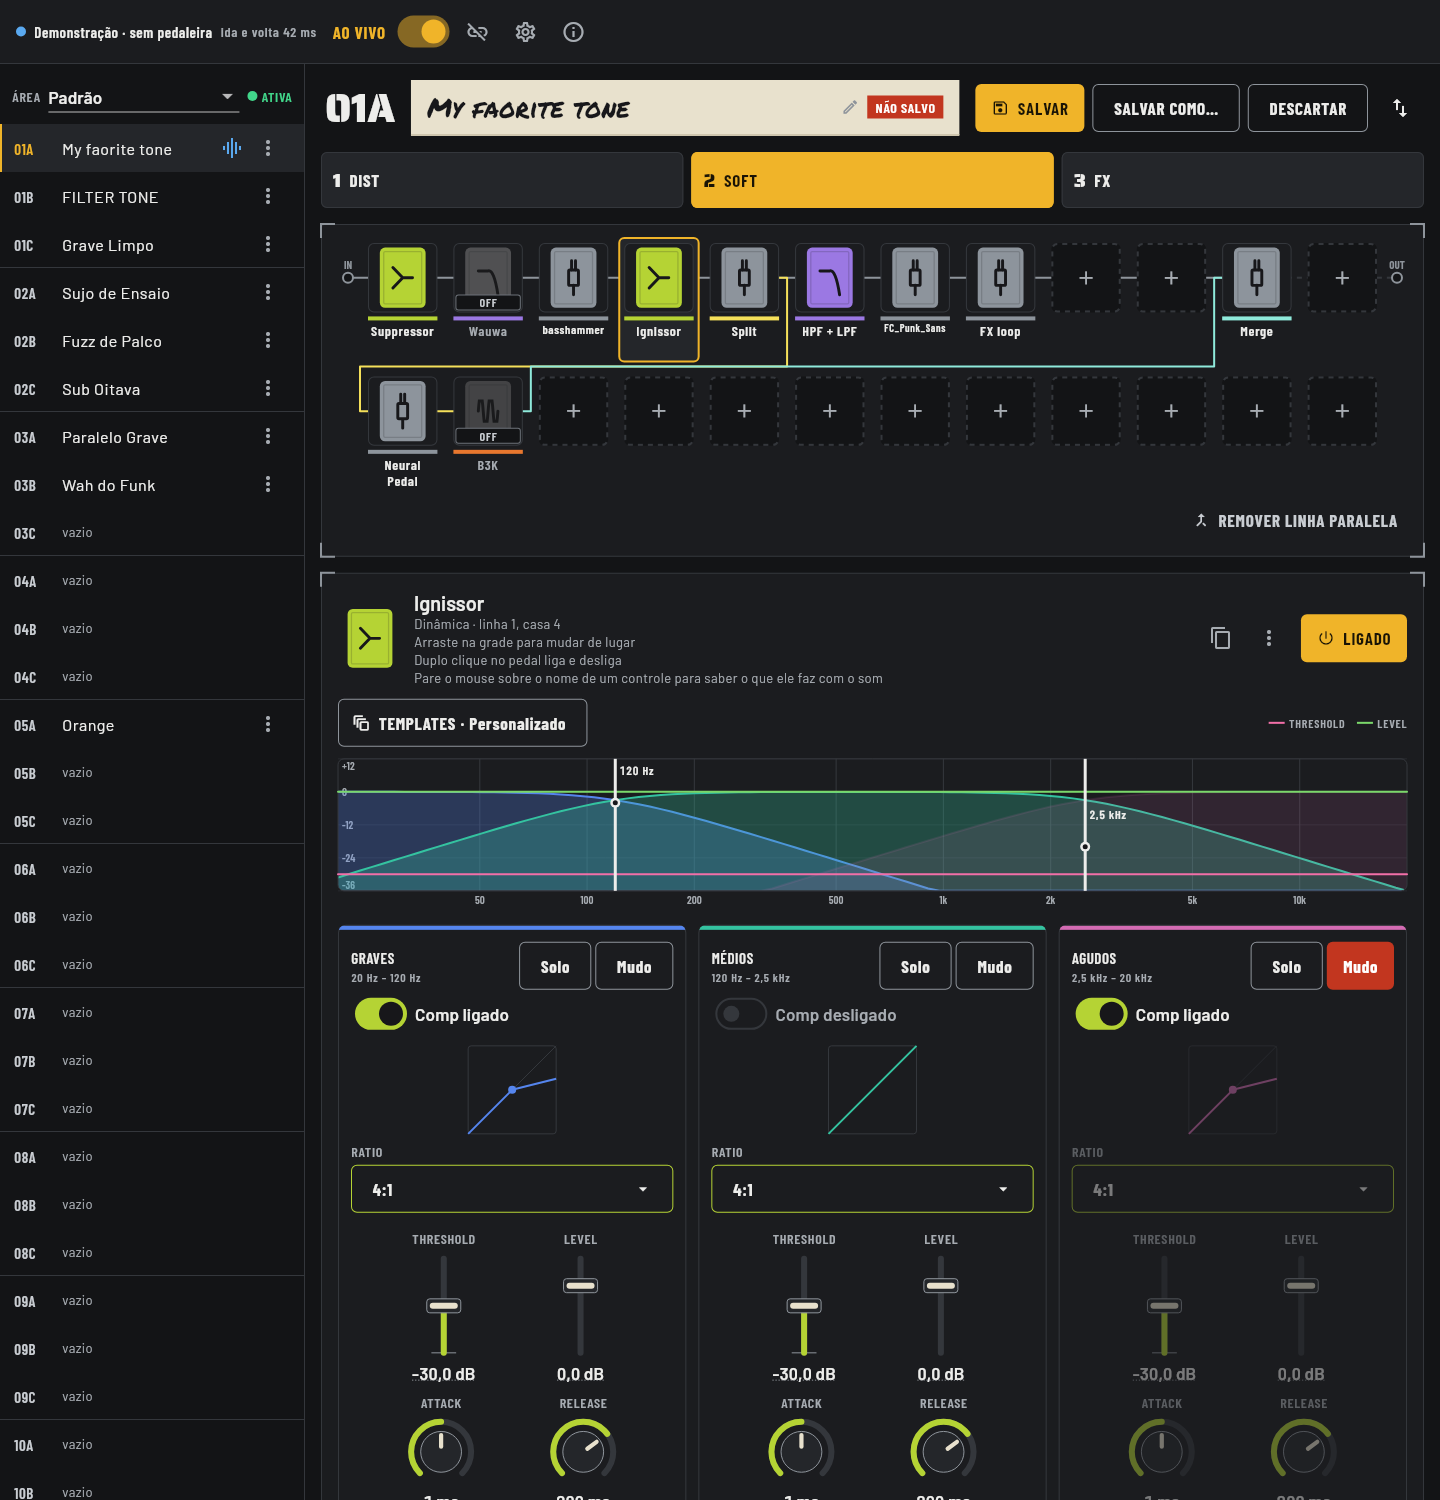 Demonstração · sem pedaleira Ida e volta 42 ms AO VIVO
ÁREA Padrão ATIVA
01A My faorite tone
01B FILTER TONE
01C Grave Limpo
02A Sujo de Ensaio
02B Fuzz de Palco
02C Sub Oitava
03A Paralelo Grave
03B Wah do Funk
03C vazio
04A vazio
04B vazio
04C vazio
05A Orange
05B vazio
05C vazio
06A vazio
06B vazio
06C vazio
07A vazio
07B vazio
07C vazio
08A vazio
08B vazio
08C vazio
09A vazio
09B vazio
09C vazio
10A vazio
10B vazio
01A My faorite tone NÃO SALVO SALVAR SALVAR COMO... DESCARTAR
1 DIST 2 SOFT 3 FX
IN OUT
OFF
Suppressor Wauwa basshammer Ignissor Split HPF + LPF FC_Punk_Sans FX loop Merge
OFF
Neural Pedal B3K
REMOVER LINHA PARALELA
Ignissor
Dinâmica · linha 1, casa 4
Arraste na grade para mudar de lugar
Duplo clique no pedal liga e desliga
Pare o mouse sobre o nome de um controle para saber o que ele faz com o som
LIGADO
TEMPLATES · Personalizado THRESHOLD LEVEL
+12
0
-12
-24
-36
120 Hz
2,5 kHz
50 100 200 500 1k 2k 5k 10k
GRAVES
20 Hz – 120 Hz
Solo Mudo
Comp ligado
RATIO
4:1
THRESHOLD LEVEL
-30,0 dB 0,0 dB
ATTACK RELEASE
MÉDIOS
120 Hz – 2,5 kHz
Solo Mudo
Comp desligado
RATIO
4:1
THRESHOLD LEVEL
-30,0 dB 0,0 dB
ATTACK RELEASE
AGUDOS
2,5 kHz – 20 kHz
Solo Mudo
Comp ligado
RATIO
4:1
THRESHOLD LEVEL
-30,0 dB 0,0 dB
ATTACK RELEASE